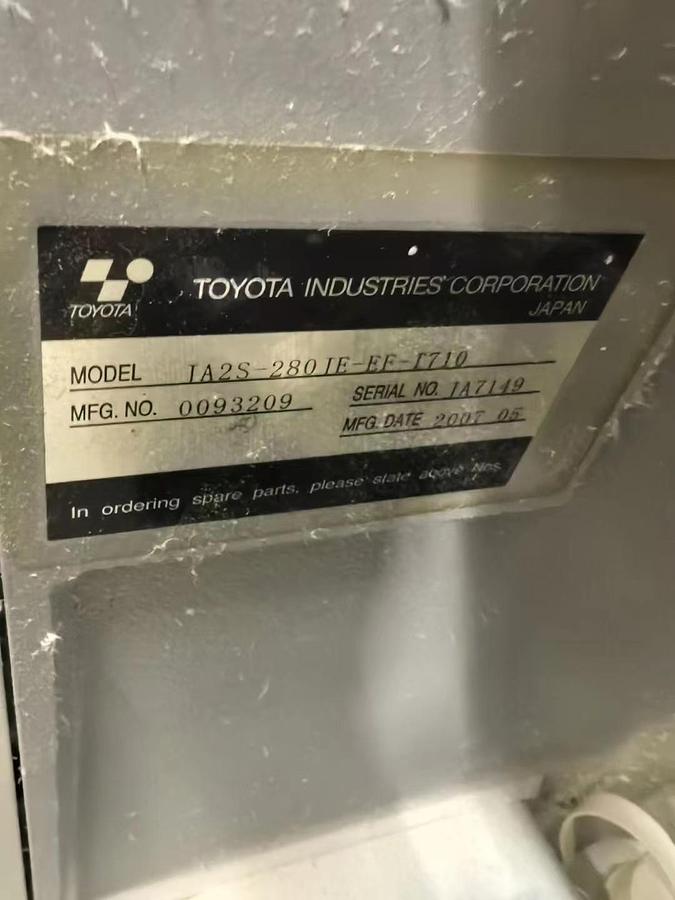 TOYOTA
TOYOTA INDUSTRIES CORPORATION
JAPAN
MODEL JA2S-280JE-EF-T710
MFG. NO. 0093209
SERIAL NO. JA7149
MFG. DATE 2007 05
In ordering spare parts, please state above Nos.